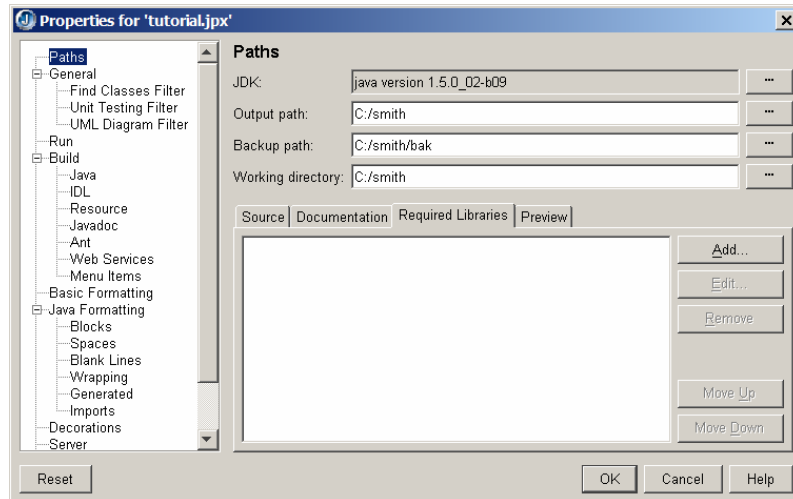 Properties for 'tutorial.jpx'
Paths
General
Find Classes Filter
Unit Testing Filter
UML Diagram Filter
Run
Build
Java
IDL
Resource
Javadoc
Ant
Web Services
Menu Items
Basic Formatting
Java Formatting
Blocks
Spaces
Blank Lines
Wrapping
Generated
Imports
Decorations
Server
Paths
JDK: java version 1.5.0_02-b09 ...
Output path: C:/smith ...
Backup path: C:/smith/bak ...
Working directory: C:/smith ...
Source Documentation Required Libraries Preview
Add...
Edit...
Remove
Move Up
Move Down
Reset OK Cancel Help